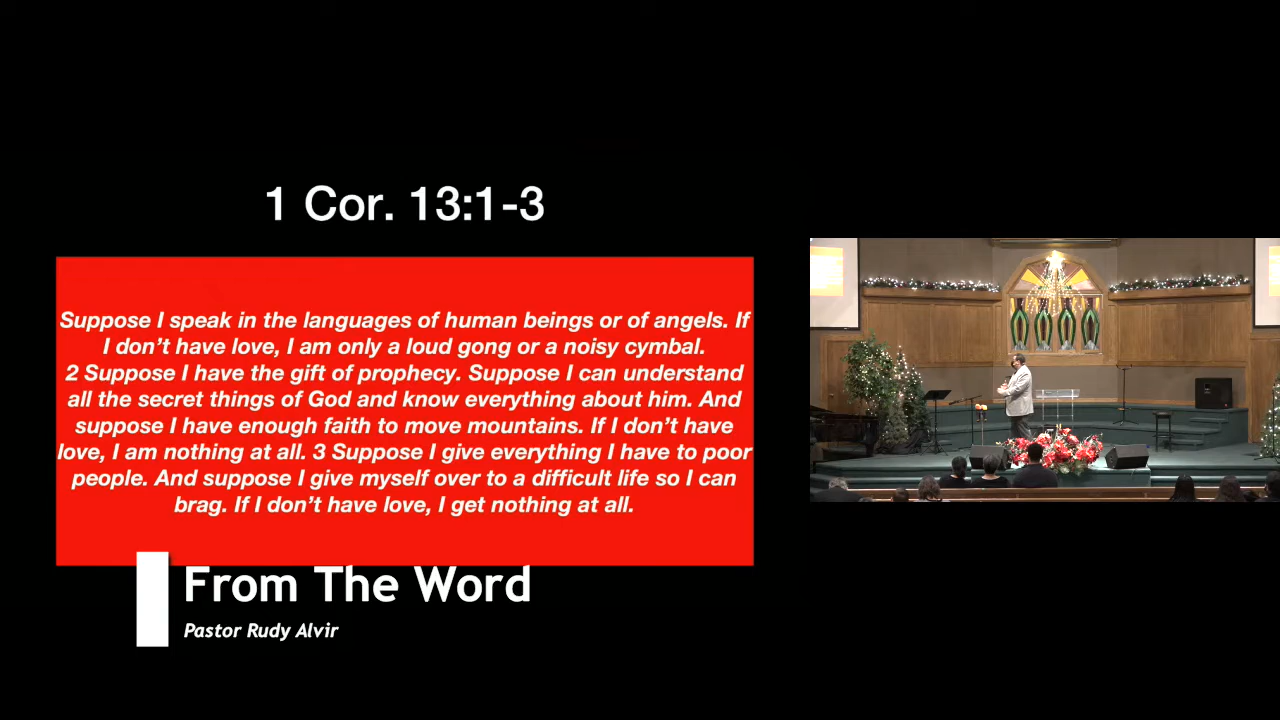 1 Cor. 13:1-3
Suppose I speak in the languages of human beings or of angels. If
I don't have love, I am only a loud gong or a noisy cymbal.
2 Suppose I have the gift of prophecy. Suppose I can understand
all the secret things of God and know everything about him. And
suppose I have enough faith to move mountains. If I don't have
love, I am nothing at all. 3 Suppose I give everything I have to poor
people. And suppose I give myself over to a difficult life so I can
brag. If I don't have love, I get nothing at all.
From The Word
Pastor Rudy Alvir